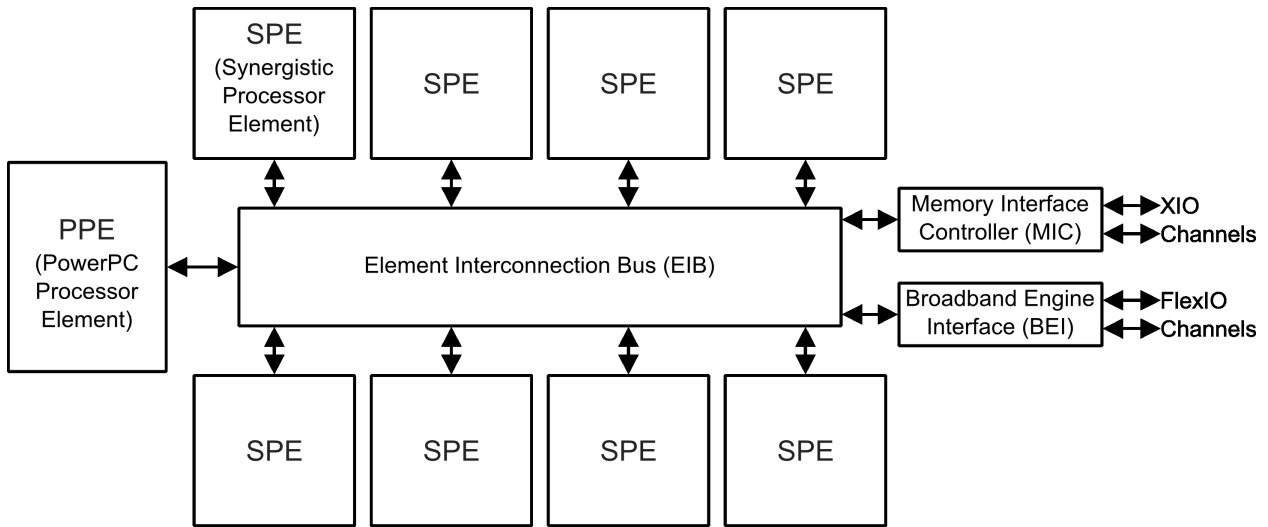 SPE
(Synergistic
Processor
Element)
SPE
SPE
SPE
PPE
(PowerPC
Processor
Element)
Element Interconnection Bus (EIB)
Memory Interface
Controller (MIC)
XIO
Channels
Broadband Engine
Interface (BEI)
FlexIO
Channels
SPE
SPE
SPE
SPE